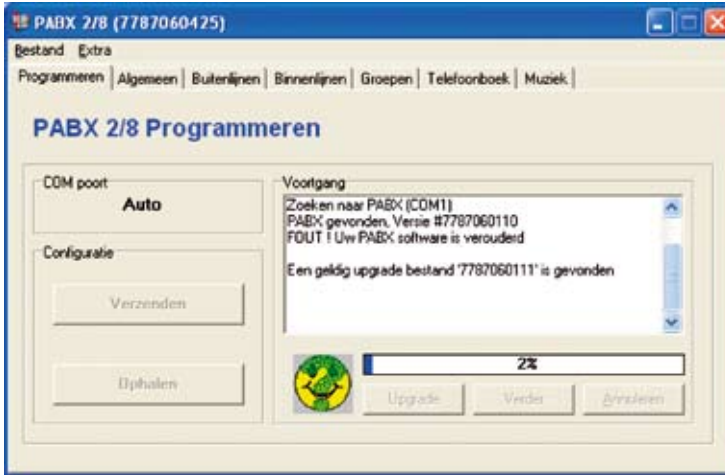 PABX 2/8 (7787060425)
Bestand Extra
Programmeren Algemeen Buitenlijnen Binnenlijnen Groepen Telefoonboek Muziek
PABX 2/8 Programmeren
COM poort
Auto
Configuratie
Verzenden
Ophalen
Voortgang
Zoeken naar PABX (COM1)
PABX gevonden, Versie #7787060110
FOUT ! Uw PABX software is verouderd
Een geldig upgrade bestand '7787060111' is gevonden
2%
Upgrade Verder Annuleren